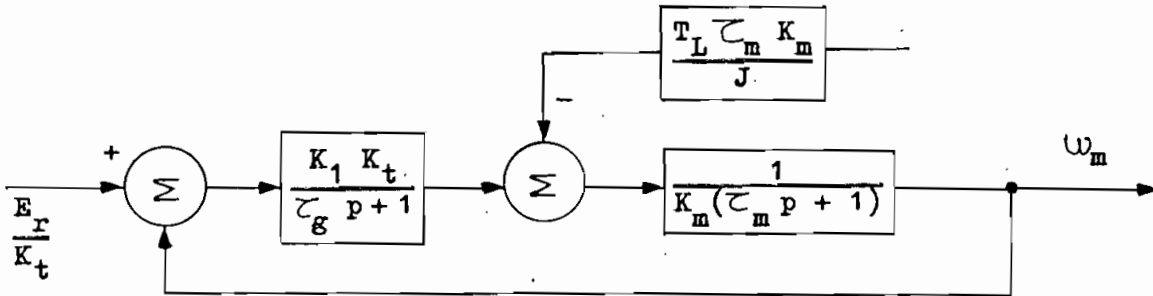 T_L τ_m K_m
J
−
+
Σ
K_1 K_t
τ_g p + 1
Σ
1
K_m(τ_m p + 1)
ω_m
E_r
K_t